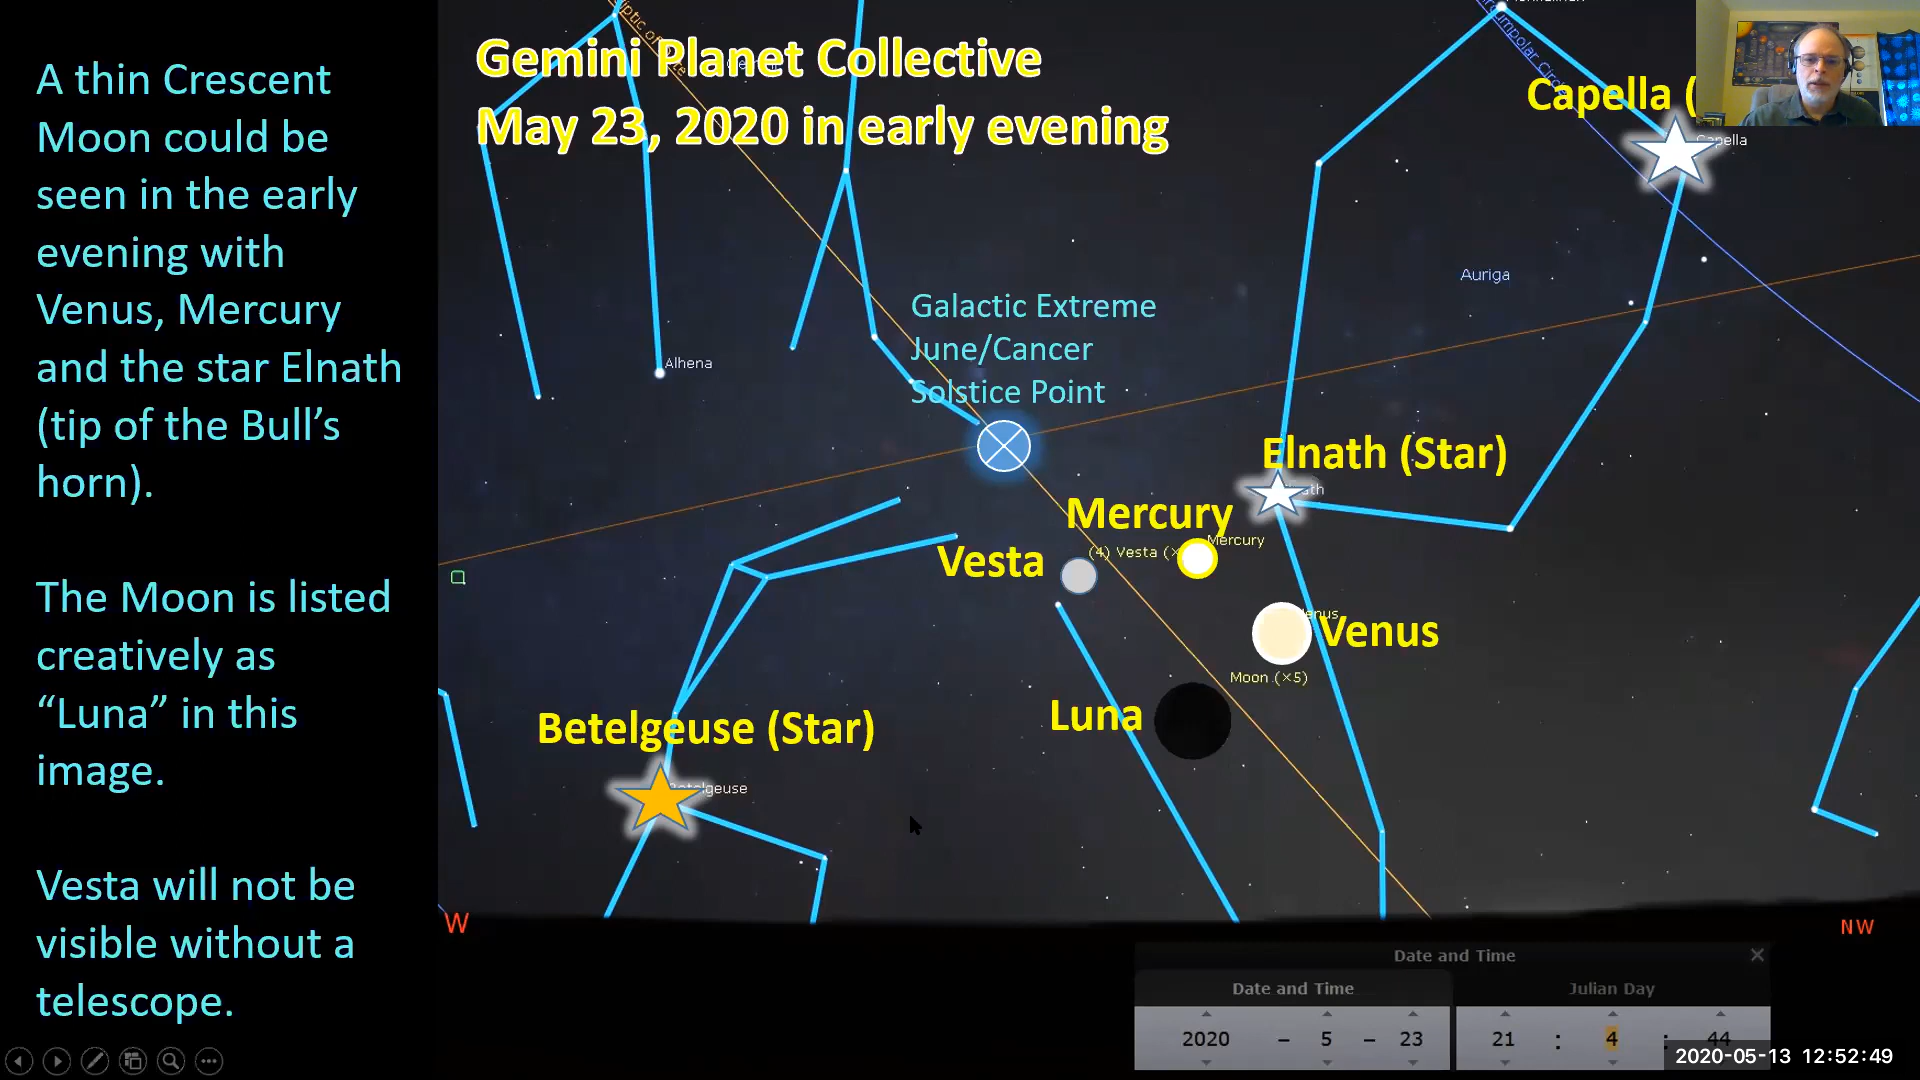 A thin Crescent
Moon could be
seen in the early
evening with
Venus, Mercury
and the star Elnath
(tip of the Bull’s
horn).
The Moon is listed
creatively as
“Luna” in this
image.
Vesta will not be
visible without a
telescope.
Gemini Planet Collective
May 23, 2020 in early evening
Capella (
Capella
Auriga
Alhena
Galactic Extreme
June/Cancer
Solstice Point
Elnath (Star)
Mercury
Mercury
Vesta
(4) Vesta (×
Venus
Moon (×5)
Luna
Betelgeuse (Star)
Betelgeuse
W
NW
Date and Time
Date and Time
Julian Day
2020 – 5 – 23
21 : 4 : 44
2020-05-13 12:52:49